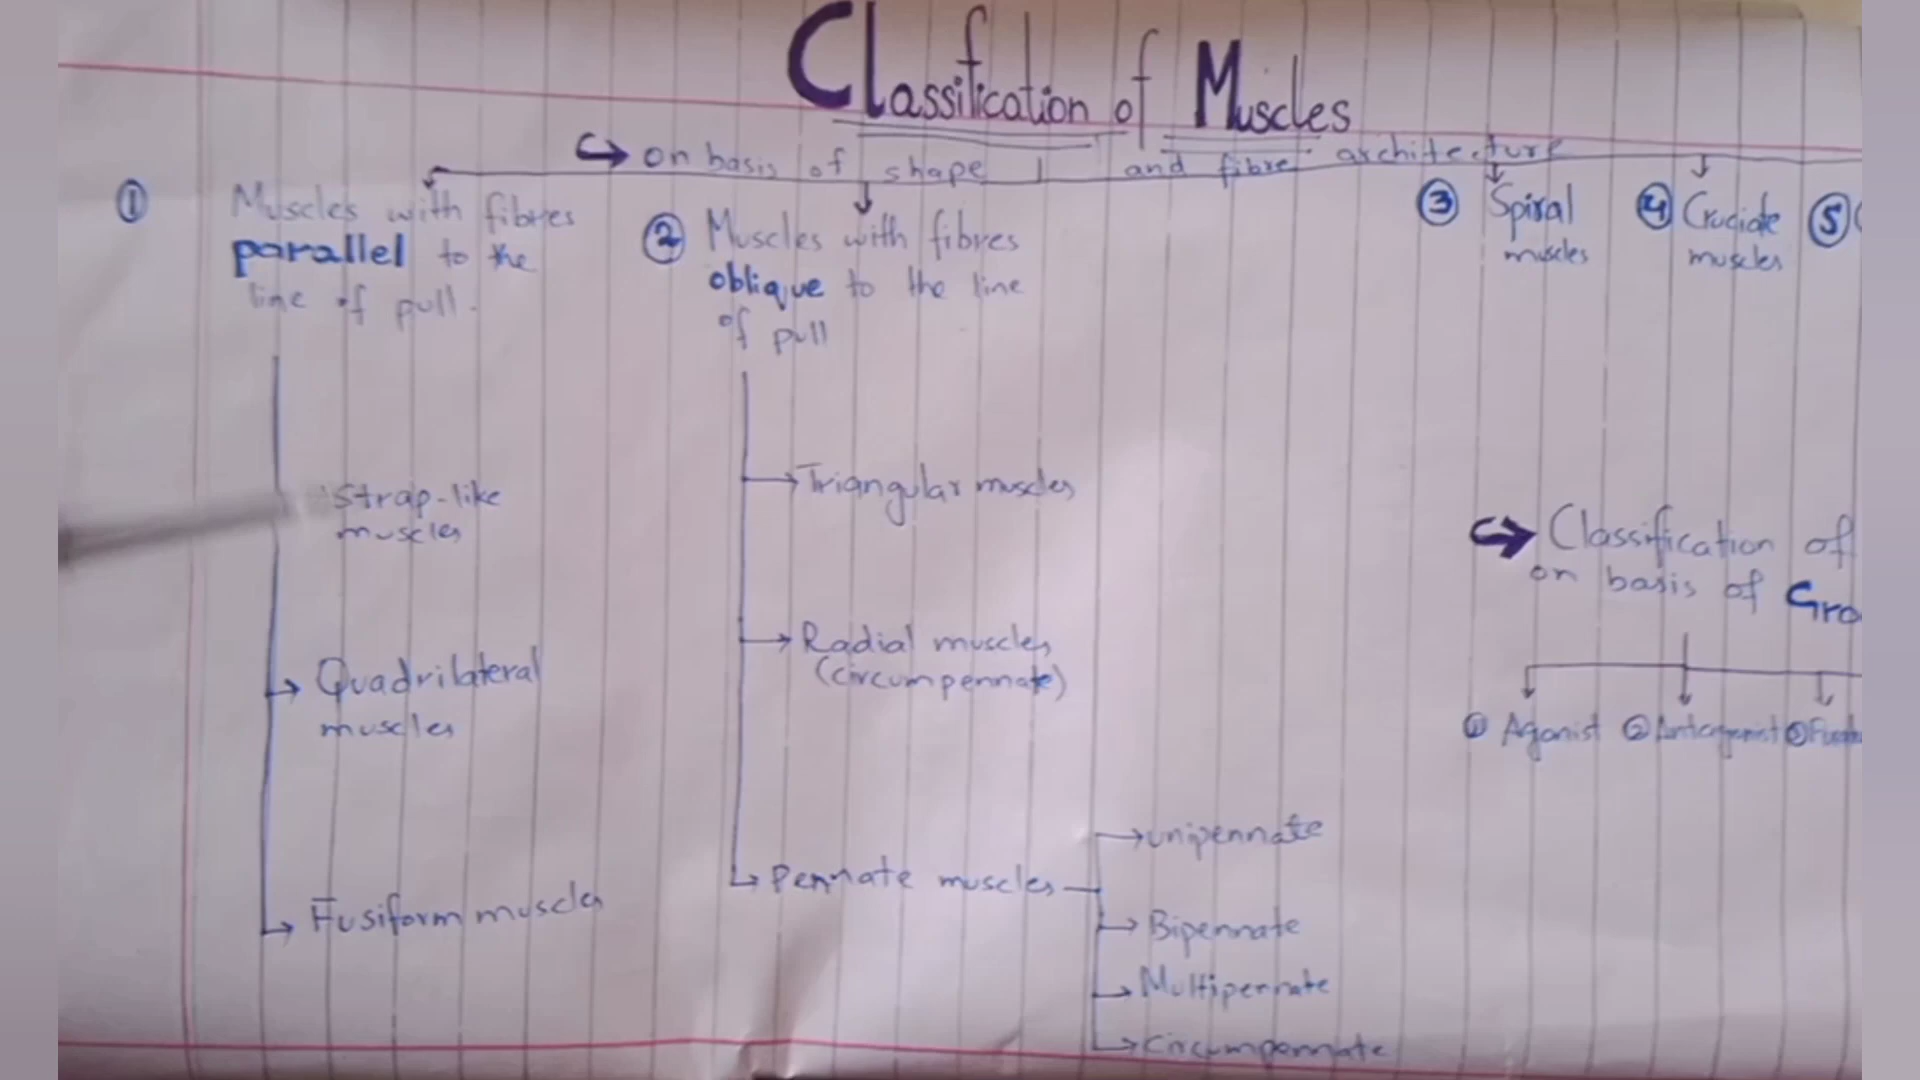 Classification of Muscles
on basis of shape and fibre architecture
① Muscles with fibres
parallel to the
line of pull.
Strap-like
muscles
Quadrilateral
muscles
Fusiform muscles
② Muscles with fibres
oblique to the line
of pull
Triangular muscles
Radial muscles
(circumpennate)
Pennate muscles
unipennate
Bipennate
Multipennate
Circumpennate
③ Spiral
muscles
④ Cruciate
muscles
⑤
Classification of
on basis of
① Agonist ② Antagonist ③